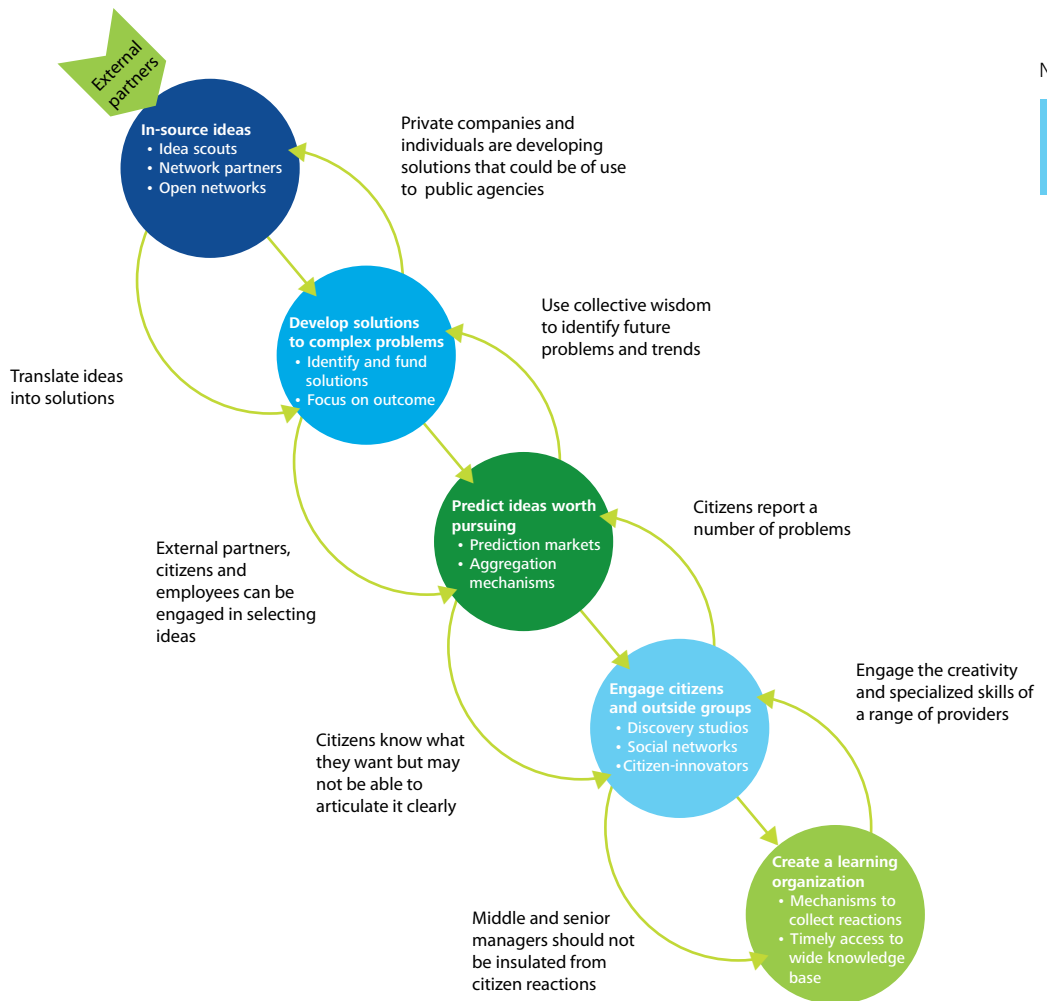 External
partners
N
In-source ideas
• Idea scouts
• Network partners
• Open networks
Private companies and
individuals are developing
solutions that could be of use
to public agencies
Develop solutions
to complex problems
• Identify and fund
solutions
• Focus on outcome
Use collective wisdom
to identify future
problems and trends
Translate ideas
into solutions
Predict ideas worth
pursuing
• Prediction markets
• Aggregation
mechanisms
Citizens report a
number of problems
External partners,
citizens and
employees can be
engaged in selecting
ideas
Engage citizens
and outside groups
• Discovery studios
• Social networks
• Citizen-innovators
Engage the creativity
and specialized skills of
a range of providers
Citizens know what
they want but may
not be able to
articulate it clearly
Create a learning
organization
• Mechanisms to
collect reactions
• Timely access to
wide knowledge
base
Middle and senior
managers should not
be insulated from
citizen reactions